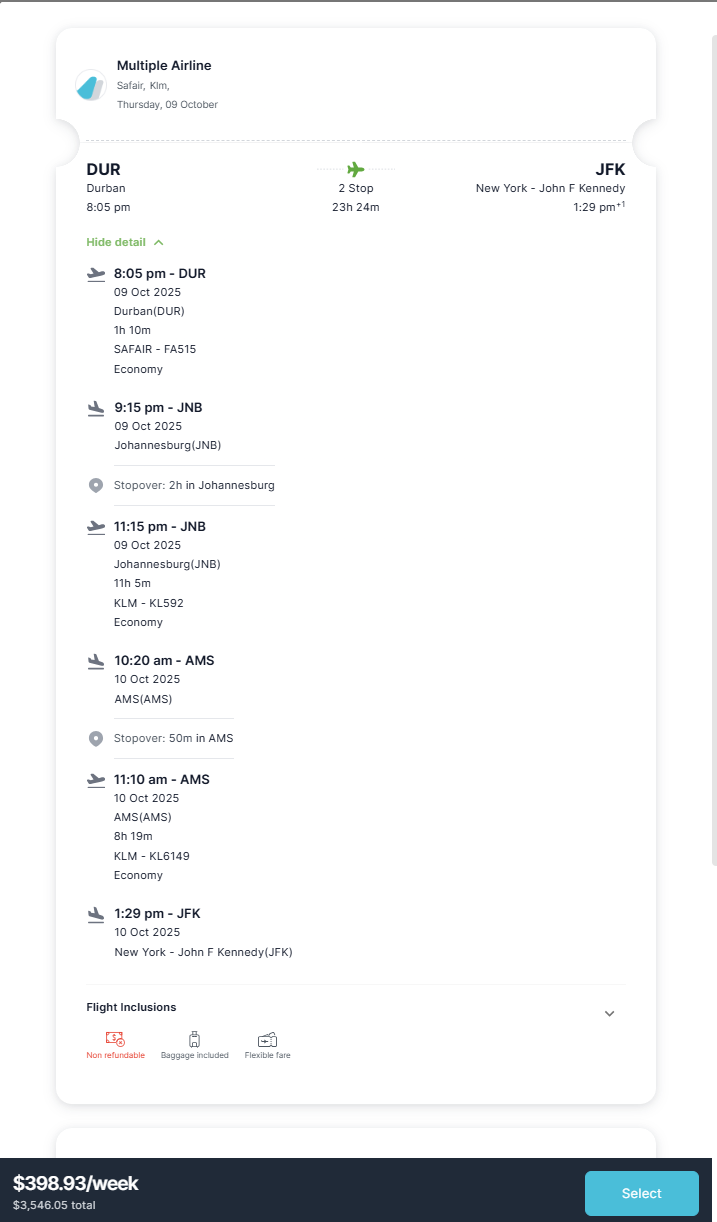 Multiple Airline
Safair, Klm,
Thursday, 09 October
DUR
JFK
Durban
2 Stop
New York - John F Kennedy
8:05 pm
23h 24m
1:29 pm+1
Hide detail
8:05 pm - DUR
09 Oct 2025
Durban(DUR)
1h 10m
SAFAIR - FA515
Economy
9:15 pm - JNB
09 Oct 2025
Johannesburg(JNB)
Stopover: 2h in Johannesburg
11:15 pm - JNB
09 Oct 2025
Johannesburg(JNB)
11h 5m
KLM - KL592
Economy
10:20 am - AMS
10 Oct 2025
AMS(AMS)
Stopover: 50m in AMS
11:10 am - AMS
10 Oct 2025
AMS(AMS)
8h 19m
KLM - KL6149
Economy
1:29 pm - JFK
10 Oct 2025
New York - John F Kennedy(JFK)
Flight Inclusions
Non refundable
Baggage included
Flexible fare
$398.93/week
$3,546.05 total
Select